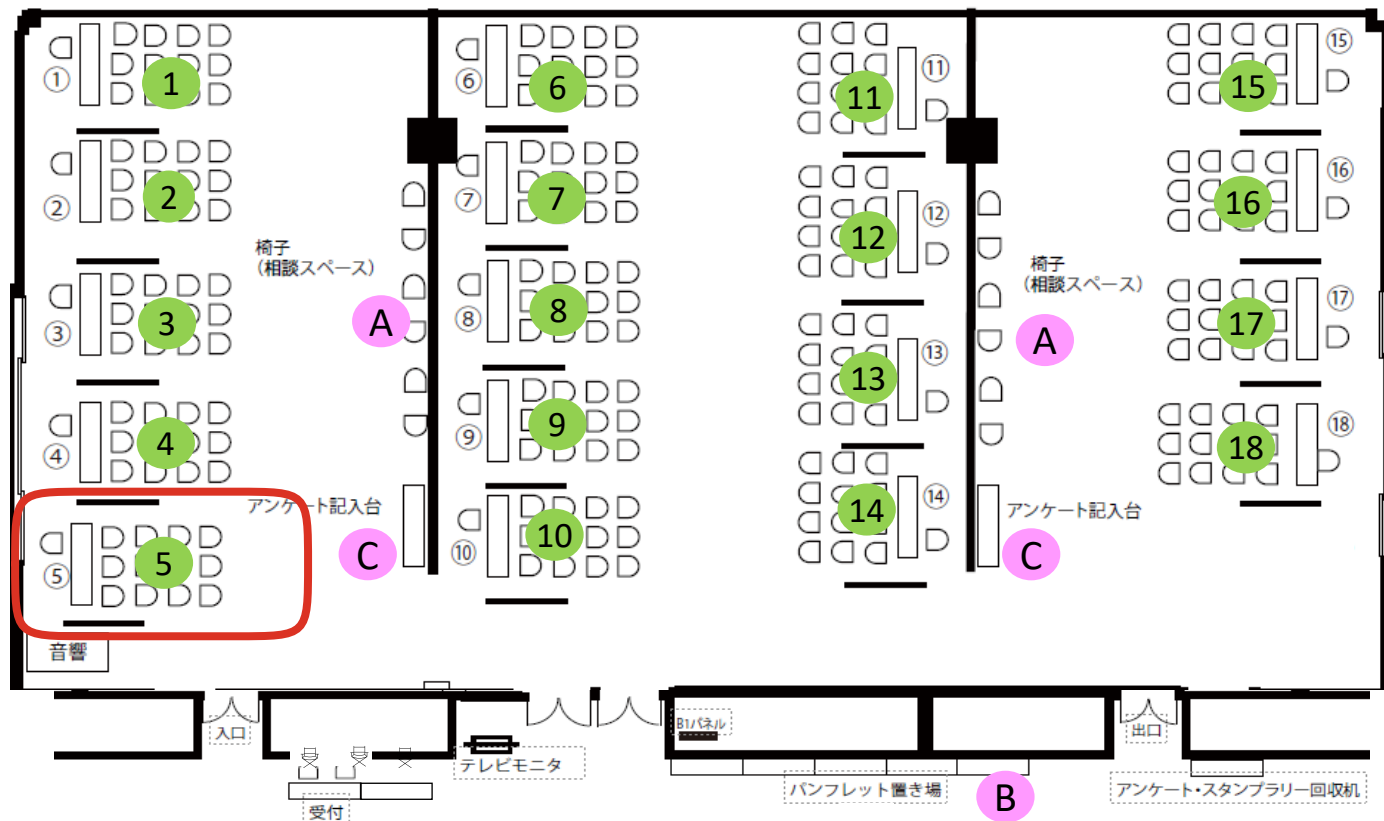 ① 1
② 2
③ 3
④ 4
⑤ 5
音響
椅子
（相談スペース）
A
アンケート記入台
C
⑥ 6
⑦ 7
⑧ 8
⑨ 9
⑩ 10
11 ⑪
12 ⑫
13 ⑬
14 ⑭
椅子
（相談スペース）
A
アンケート記入台
C
15 ⑮
16 ⑯
17 ⑰
18 ⑱
入口
受付
テレビモニタ
B1パネル
パンフレット置き場
B
出口
アンケート・スタンプラリー回収机